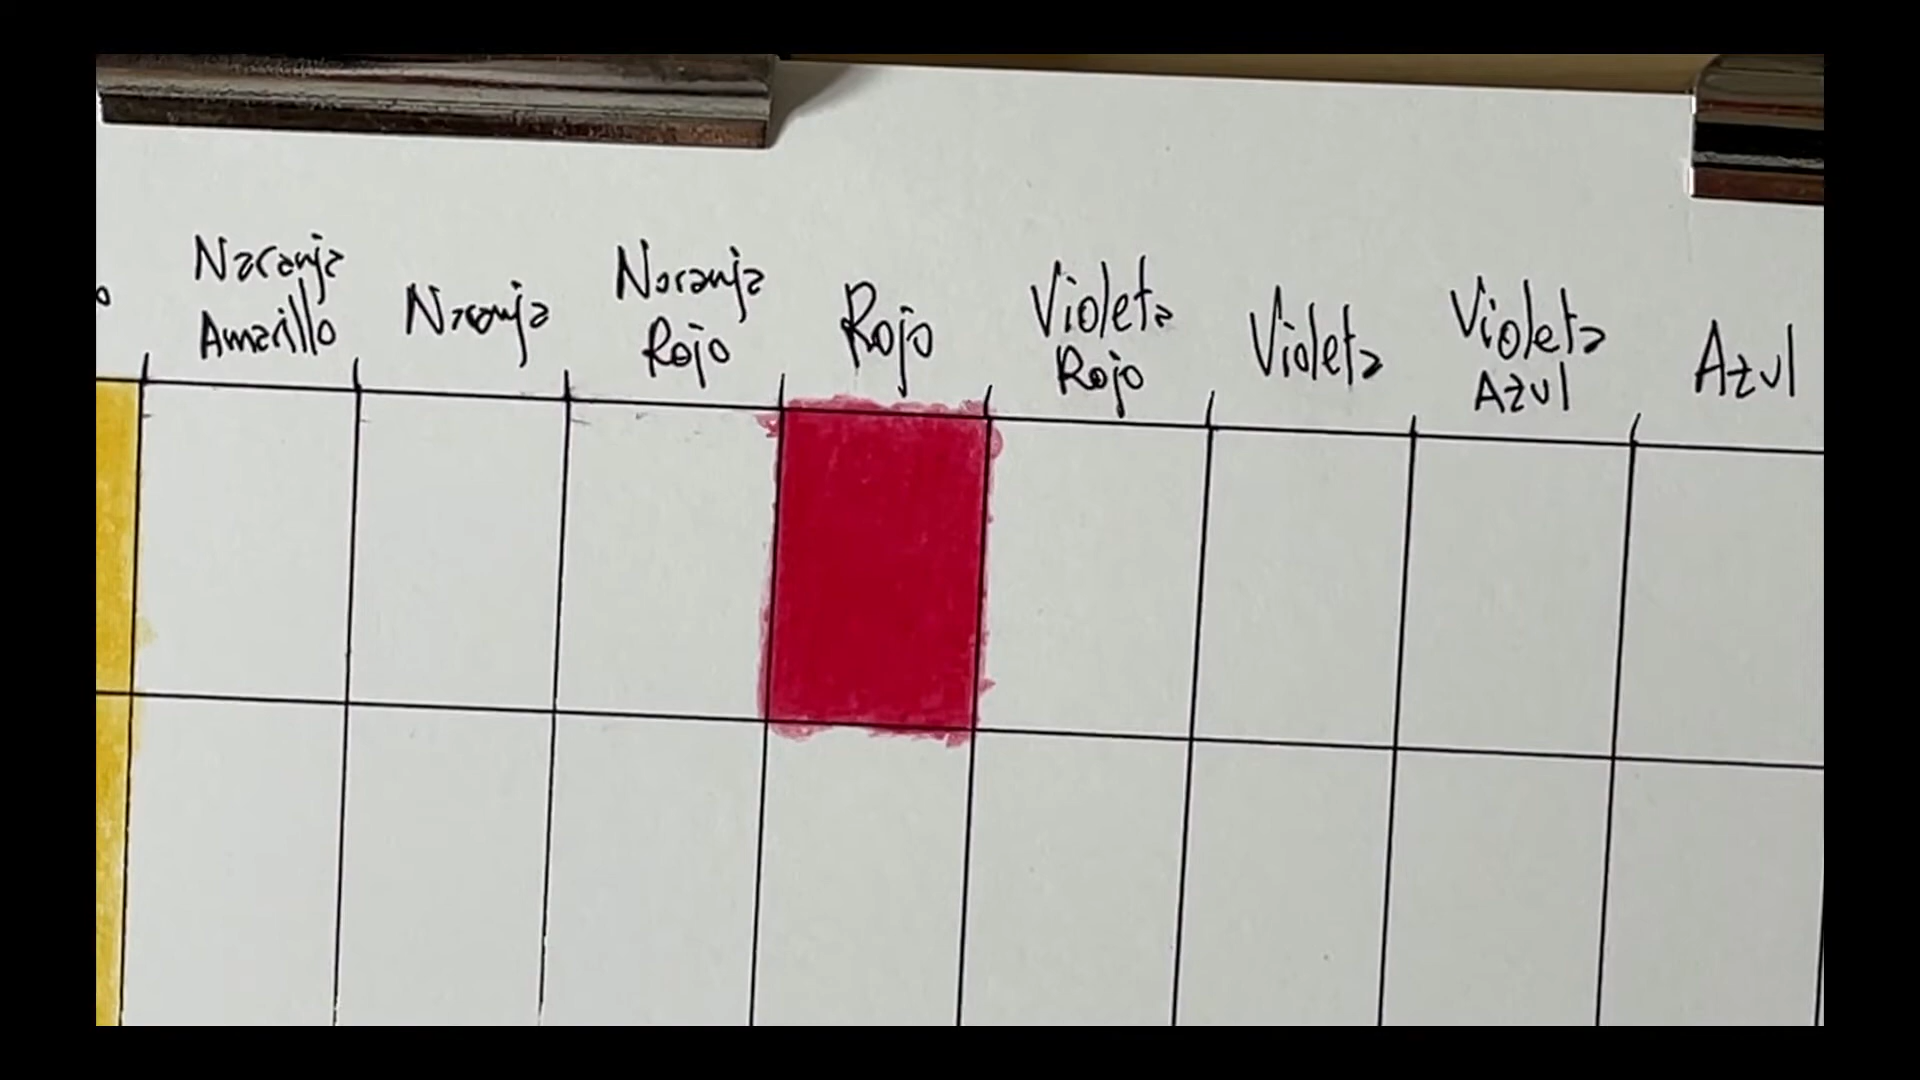 Naranja
Amarillo
Naranja
Naranja
Rojo
Rojo
Violeta
Rojo
Violeta
Violeta
Azul
Azul